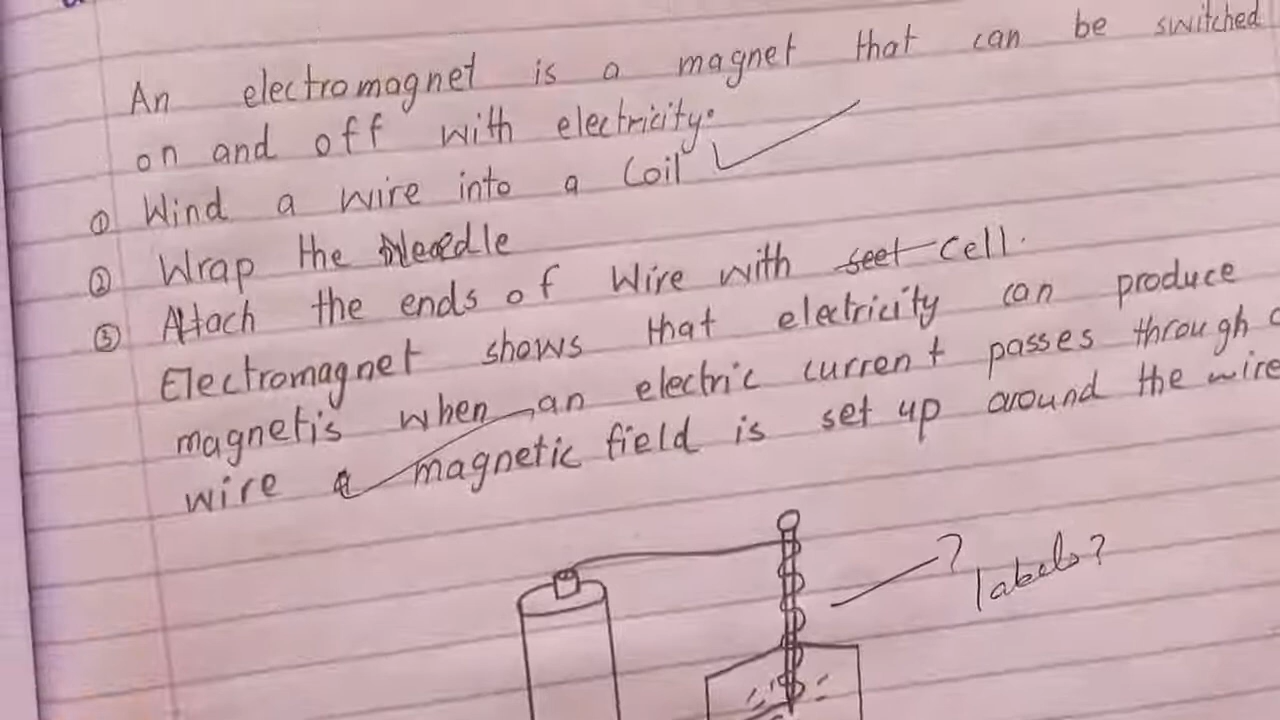 An electromagnet is a magnet that can be switched
on and off with electricity.
① Wind a wire into a Coil
② Wrap the Needle
③ Attach the ends of Wire with seet cell.
Electromagnet shows that electricity can produce
magnetis when an electric current passes through a
wire a magnetic field is set up around the wire
? labels?